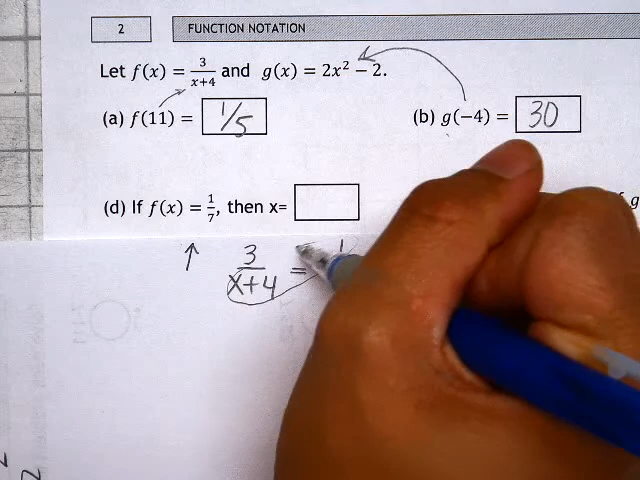 2 FUNCTION NOTATION
Let f(x) = 3/(x+4) and g(x) = 2x² − 2.
(a) f(11) = 1/5 (b) g(−4) = 30
(d) If f(x) = 1/7, then x= g
↑ 3/(x+4) = 1